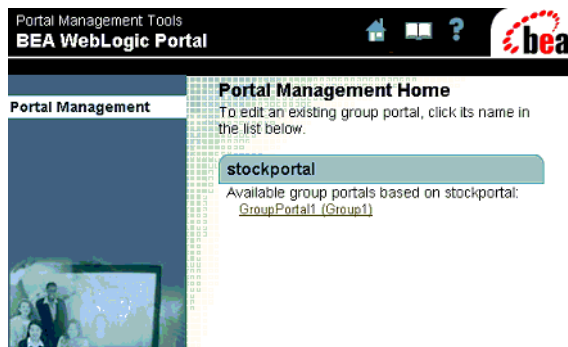 Portal Management Tools
BEA WebLogic Portal
?
bea
Portal Management
Portal Management Home
To edit an existing group portal, click its name in
the list below.
stockportal
Available group portals based on stockportal:
GroupPortal1 (Group1)